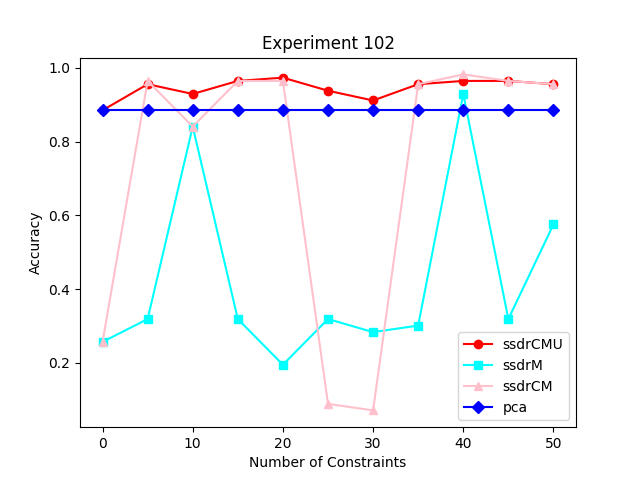 Experiment 102
Accuracy
1.0
0.8
0.6
0.4
0.2
ssdrCMU
ssdrM
ssdrCM
pca
0 10 20 30 40 50
Number of Constraints